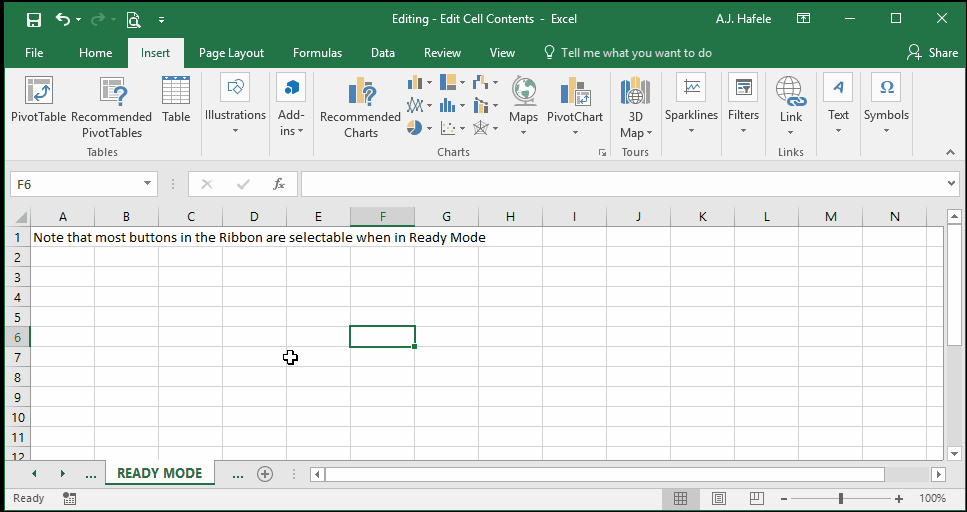 Editing - Edit Cell Contents - Excel
A.J. Hafele
File Home Insert Page Layout Formulas Data Review View Tell me what you want to do Share
PivotTable
Recommended
PivotTables
Table
Tables
Illustrations
Add-
ins
Recommended
Charts
Maps
PivotChart
Charts
3D
Map
Tours
Sparklines
Filters
Link
Links
Text
Symbols
F6
fx
A B C D E F G H I J K L M N
1 Note that most buttons in the Ribbon are selectable when in Ready Mode
2
3
4
5
6
7
8
9
10
11
12
... READY MODE ...
Ready
100%